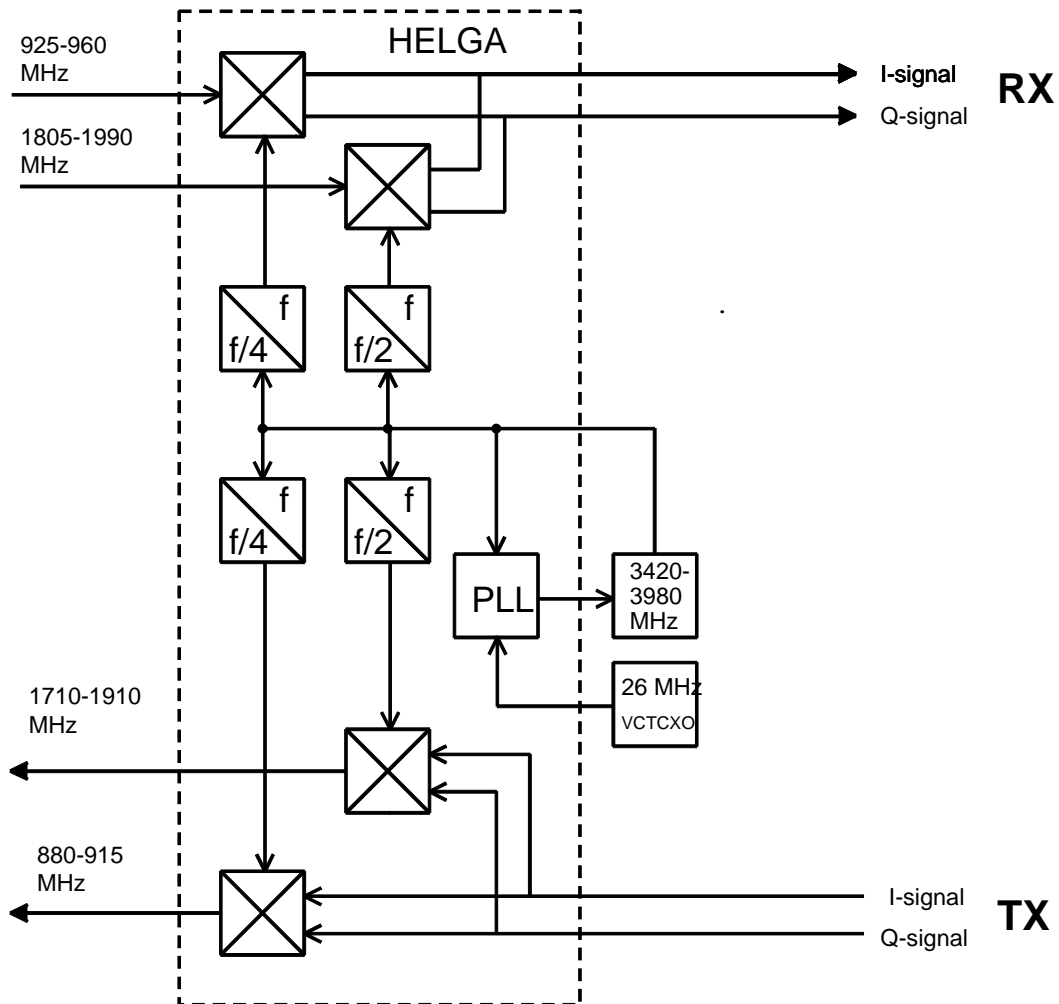 HELGA
925-960
MHz
I-signal
RX
Q-signal
1805-1990
MHz
f
f/4
f
f/2
f
f/4
f
f/2
PLL
3420-
3980
MHz
26 MHz
VCTCXO
1710-1910
MHz
880-915
MHz
I-signal
TX
Q-signal